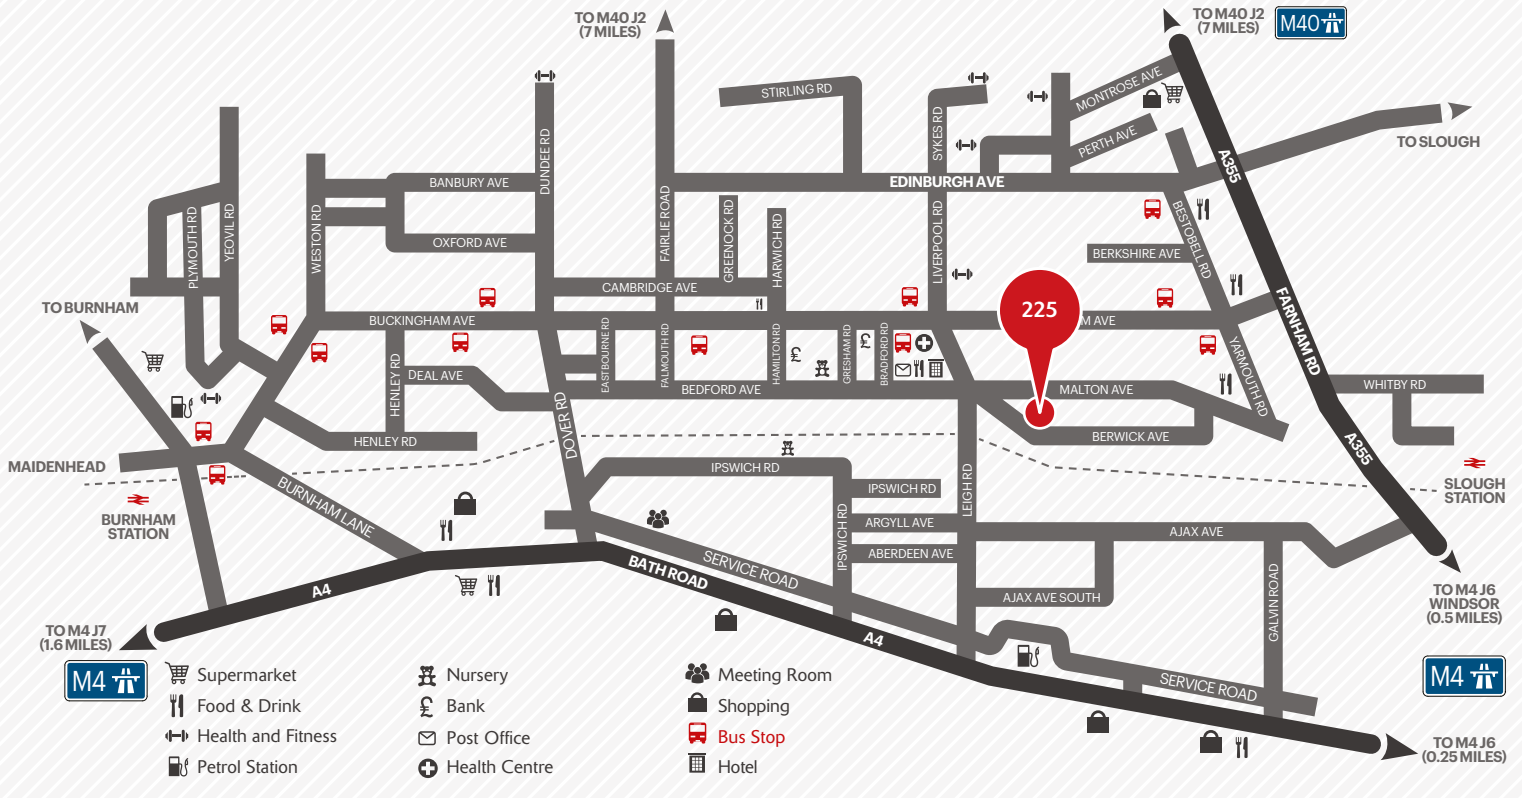 TO M40 J2
(7 MILES)
TO M40 J2
(7 MILES)
M40
MONTROSE AVE
STIRLING RD
SYKES RD
PERTH AVE
TO SLOUGH
A355
DUNDEE RD
BANBURY AVE
EDINBURGH AVE
PLYMOUTH RD
YEOVIL RD
WESTON RD
OXFORD AVE
FAIRLIE ROAD
GREENOCK RD
HARWICH RD
LIVERPOOL RD
BESTOBELL RD
BERKSHIRE AVE
CAMBRIDGE AVE
TO BURNHAM
BUCKINGHAM AVE
225
M AVE
FARNHAM RD
EASTBOURNE RD
FALMOUTH RD
HAMILTON RD
GRESHAM RD
BRADFORD RD
YARMOUTH RD
HENLEY RD
DEAL AVE
BEDFORD AVE
MALTON AVE
WHITBY RD
DOVER RD
HENLEY RD
BERWICK AVE
A355
MAIDENHEAD
BURNHAM
STATION
BURNHAM LANE
IPSWICH RD
IPSWICH RD
IPSWICH RD
LEIGH RD
SLOUGH
STATION
ARGYLL AVE
AJAX AVE
ABERDEEN AVE
SERVICE ROAD
BATH ROAD
A4
AJAX AVE SOUTH
GALVIN ROAD
TO M4 J6
WINDSOR
(0.5 MILES)
TO M4 J7
(1.6 MILES)
A4
M4
SERVICE ROAD
M4
TO M4 J6
(0.25 MILES)
Supermarket
Food & Drink
Health and Fitness
Petrol Station
Nursery
£ Bank
Post Office
Health Centre
Meeting Room
Shopping
Bus Stop
Hotel
£
£